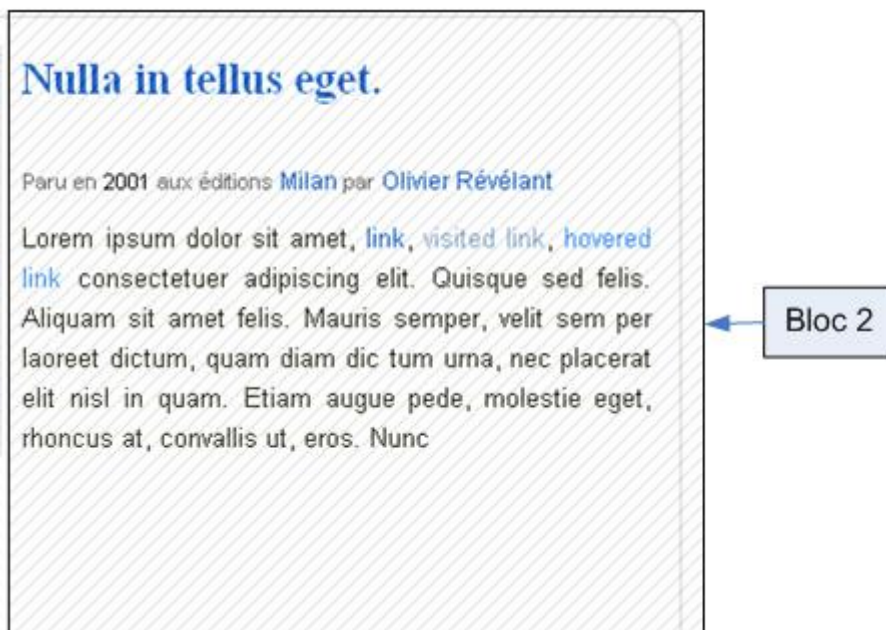 Nulla in tellus eget.
Paru en 2001 aux éditions Milan par Olivier Révélant
Lorem ipsum dolor sit amet, link, visited link, hovered
link consectetuer adipiscing elit. Quisque sed felis.
Aliquam sit amet felis. Mauris semper, velit sem per
laoreet dictum, quam diam dic tum urna, nec placerat
elit nisl in quam. Etiam augue pede, molestie eget,
rhoncus at, convallis ut, eros. Nunc
Bloc 2